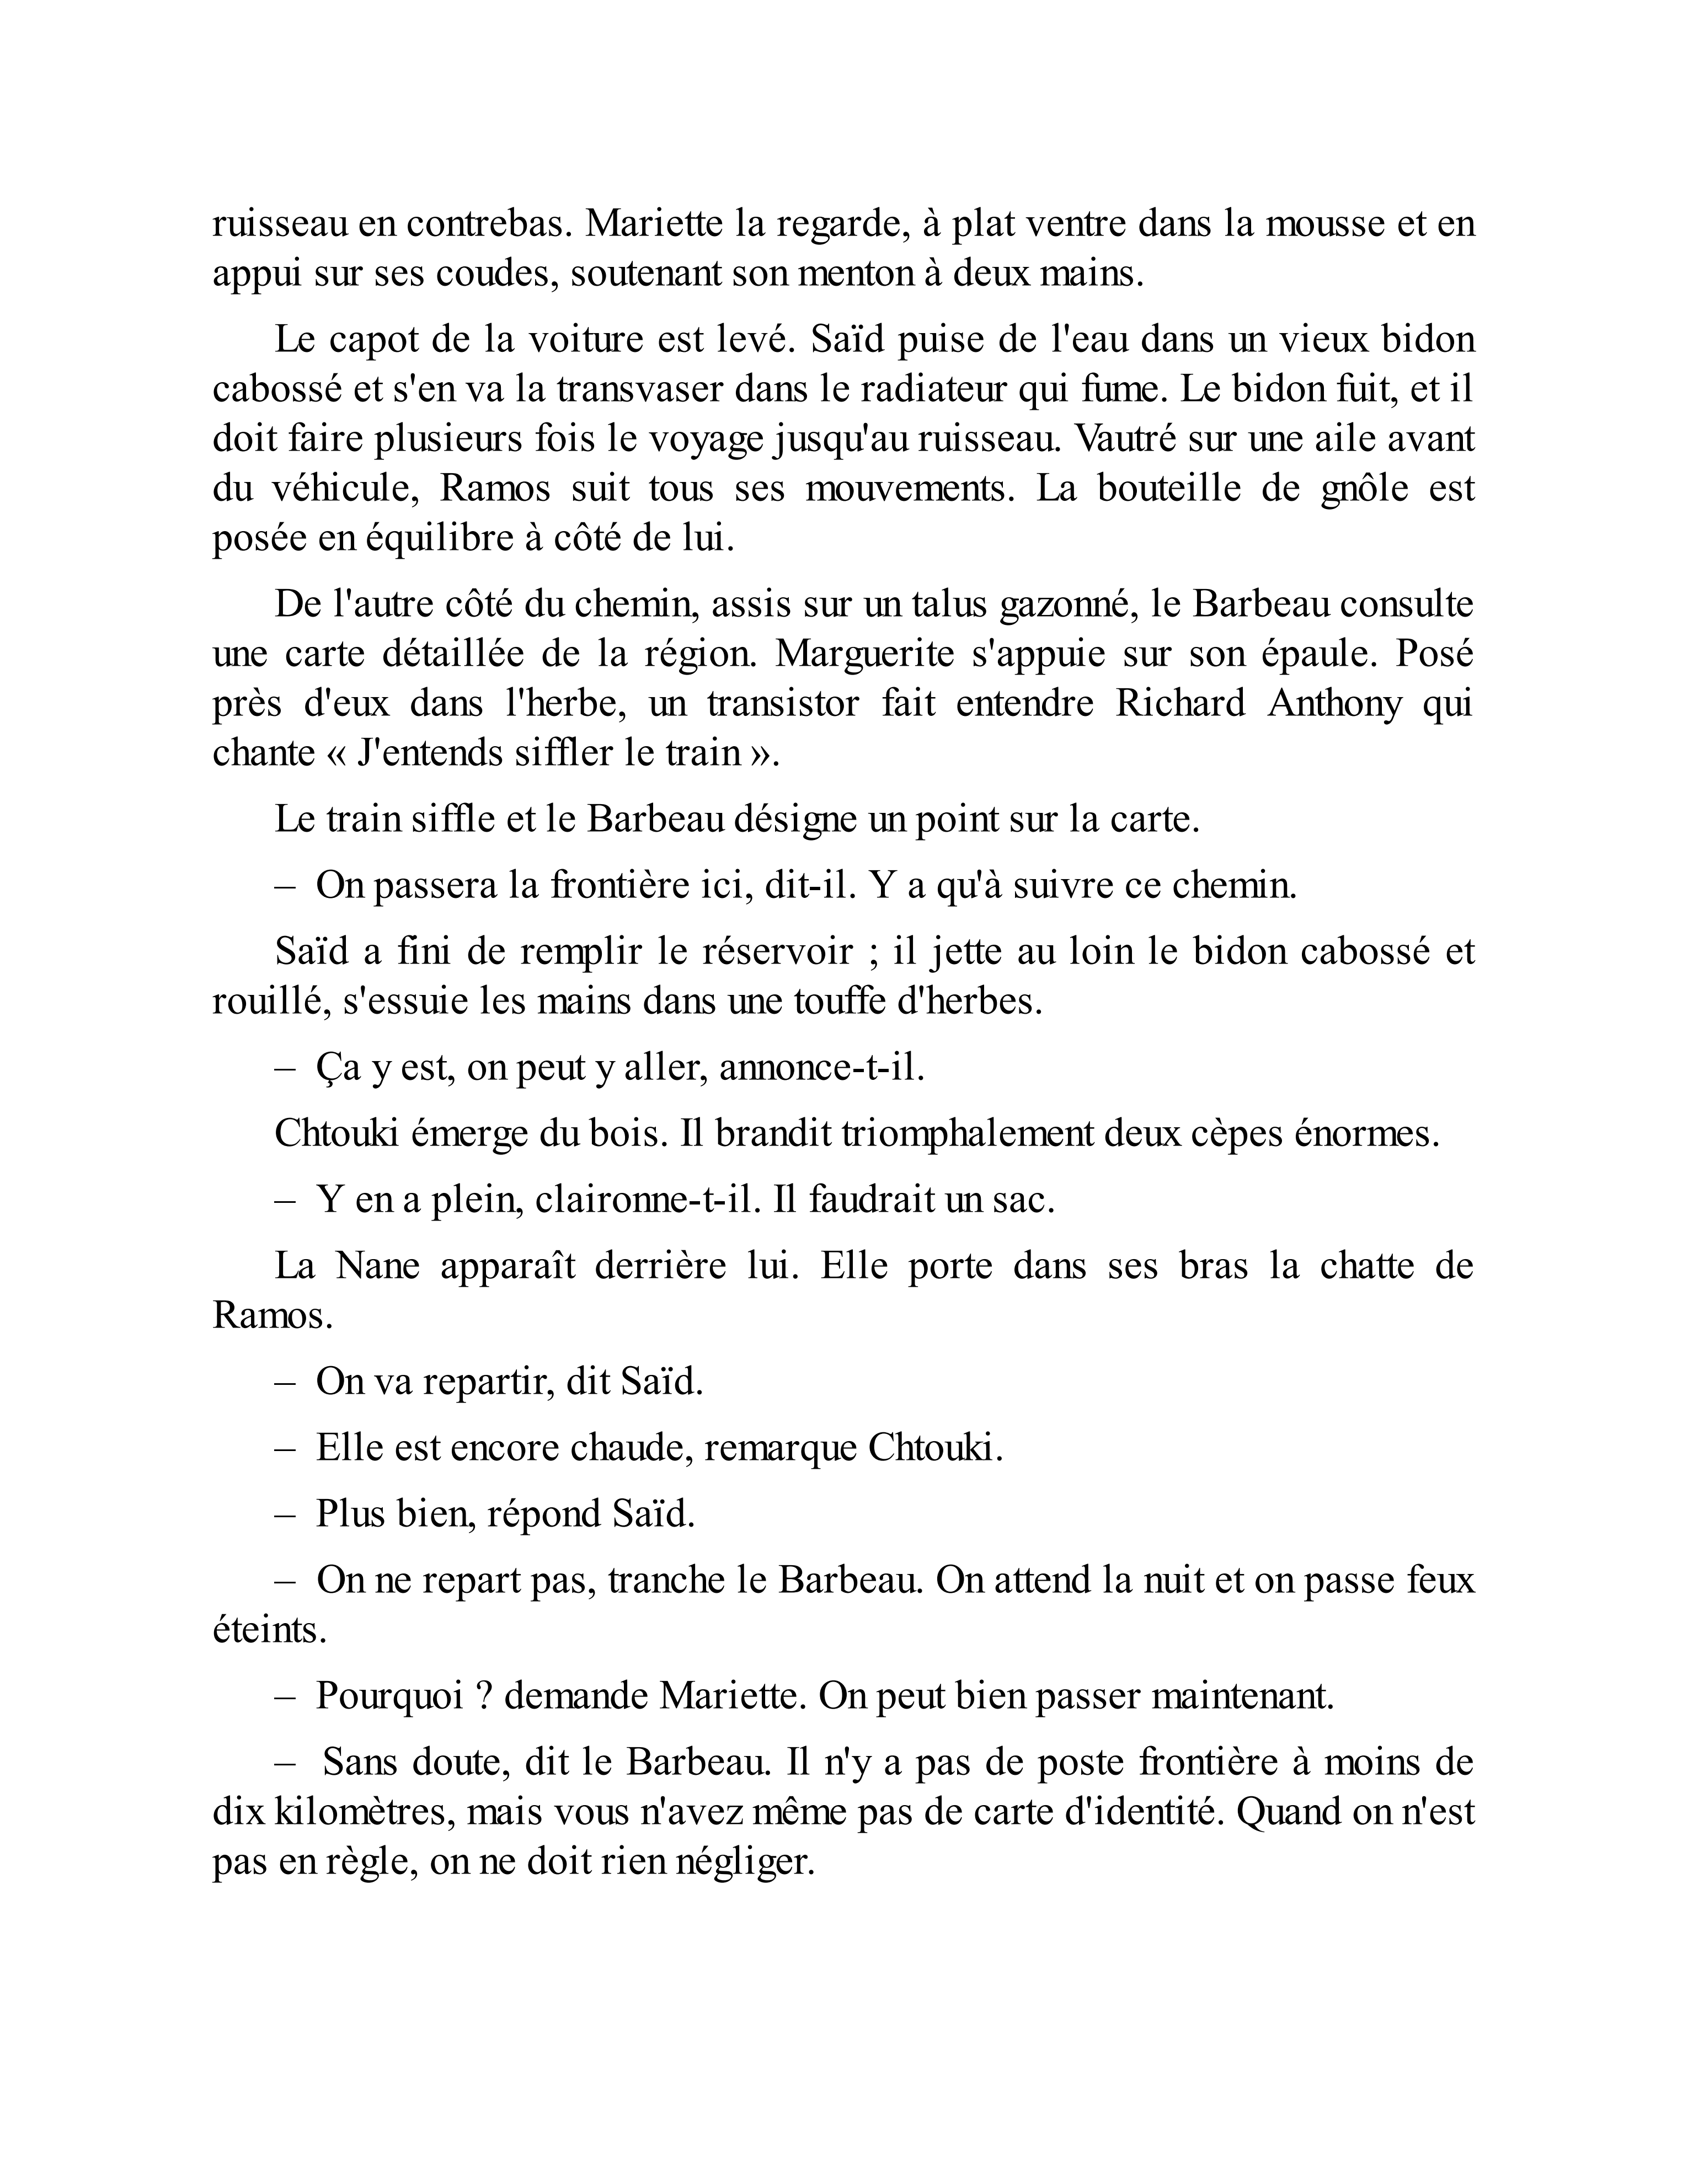 ruisseau en contrebas. Mariette la regarde, à plat ventre dans la mousse et en
appui sur ses coudes, soutenant son menton à deux mains.
Le capot de la voiture est levé. Saïd puise de l'eau dans un vieux bidon
cabossé et s'en va la transvaser dans le radiateur qui fume. Le bidon fuit, et il
doit faire plusieurs fois le voyage jusqu'au ruisseau. Vautré sur une aile avant
du véhicule, Ramos suit tous ses mouvements. La bouteille de gnôle est
posée en équilibre à côté de lui.
De l'autre côté du chemin, assis sur un talus gazonné, le Barbeau consulte
une carte détaillée de la région. Marguerite s'appuie sur son épaule. Posé
près d'eux dans l'herbe, un transistor fait entendre Richard Anthony qui
chante « J'entends siffler le train ».
Le train siffle et le Barbeau désigne un point sur la carte.
– On passera la frontière ici, dit-il. Y a qu'à suivre ce chemin.
Saïd a fini de remplir le réservoir ; il jette au loin le bidon cabossé et
rouillé, s'essuie les mains dans une touffe d'herbes.
– Ça y est, on peut y aller, annonce-t-il.
Chtouki émerge du bois. Il brandit triomphalement deux cèpes énormes.
– Y en a plein, claironne-t-il. Il faudrait un sac.
La Nane apparaît derrière lui. Elle porte dans ses bras la chatte de
Ramos.
– On va repartir, dit Saïd.
– Elle est encore chaude, remarque Chtouki.
– Plus bien, répond Saïd.
– On ne repart pas, tranche le Barbeau. On attend la nuit et on passe feux
éteints.
– Pourquoi ? demande Mariette. On peut bien passer maintenant.
– Sans doute, dit le Barbeau. Il n'y a pas de poste frontière à moins de
dix kilomètres, mais vous n'avez même pas de carte d'identité. Quand on n'est
pas en règle, on ne doit rien négliger.